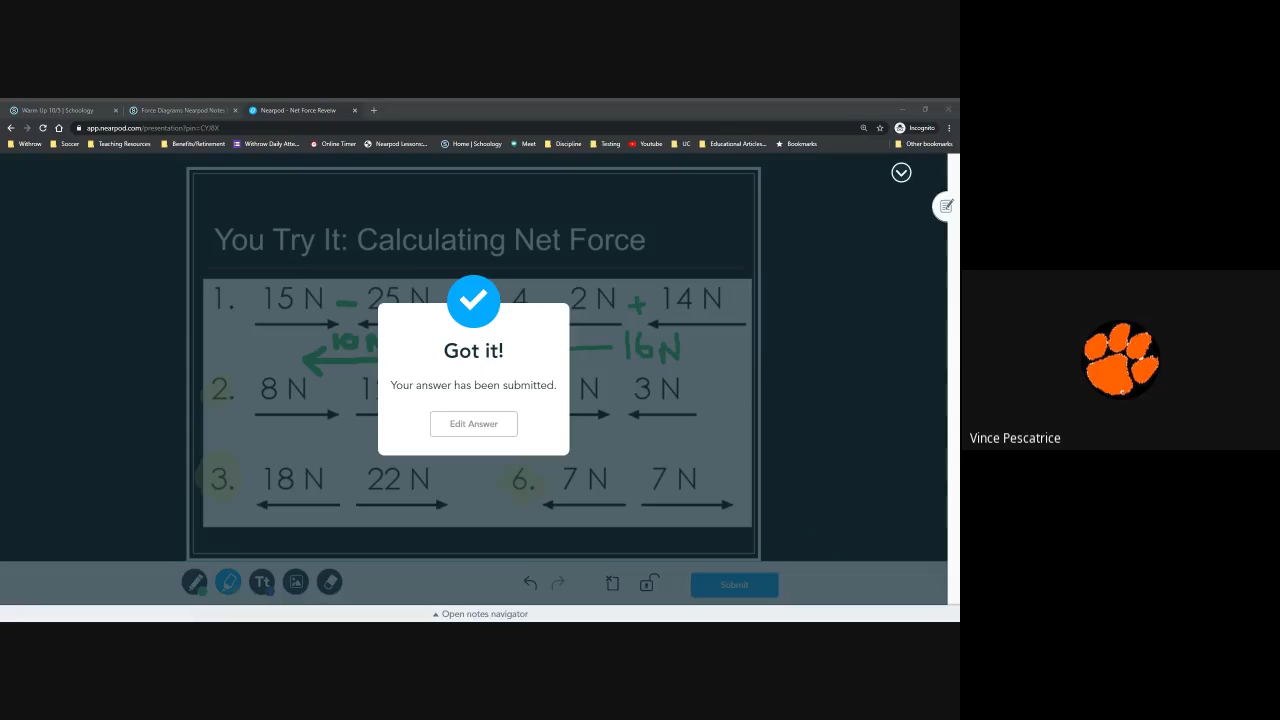 Warm Up 10/5 | Schoology
Force Diagrams Nearpod Notes
Nearpod - Net Force Reveiw
app.nearpod.com/presentation?pin=CYJ8X
Incognito
Withrow Soccer Teaching Resources Benefits/Retirement Withrow Daily Atte... Online Timer Nearpod Lessons:... Home | Schoology Meet Discipline Testing Youtube UC Educational Articles... Bookmarks Other bookmarks
You Try It: Calculating Net Force
1. 15 N - 25 N 4. 2 N + 14 N
10 N 16N
2. 8 N N 3 N
3. 18 N 22 N 6. 7 N 7 N
Got it!
Your answer has been submitted.
Edit Answer
Tt
Submit
Open notes navigator
Vince Pescatrice